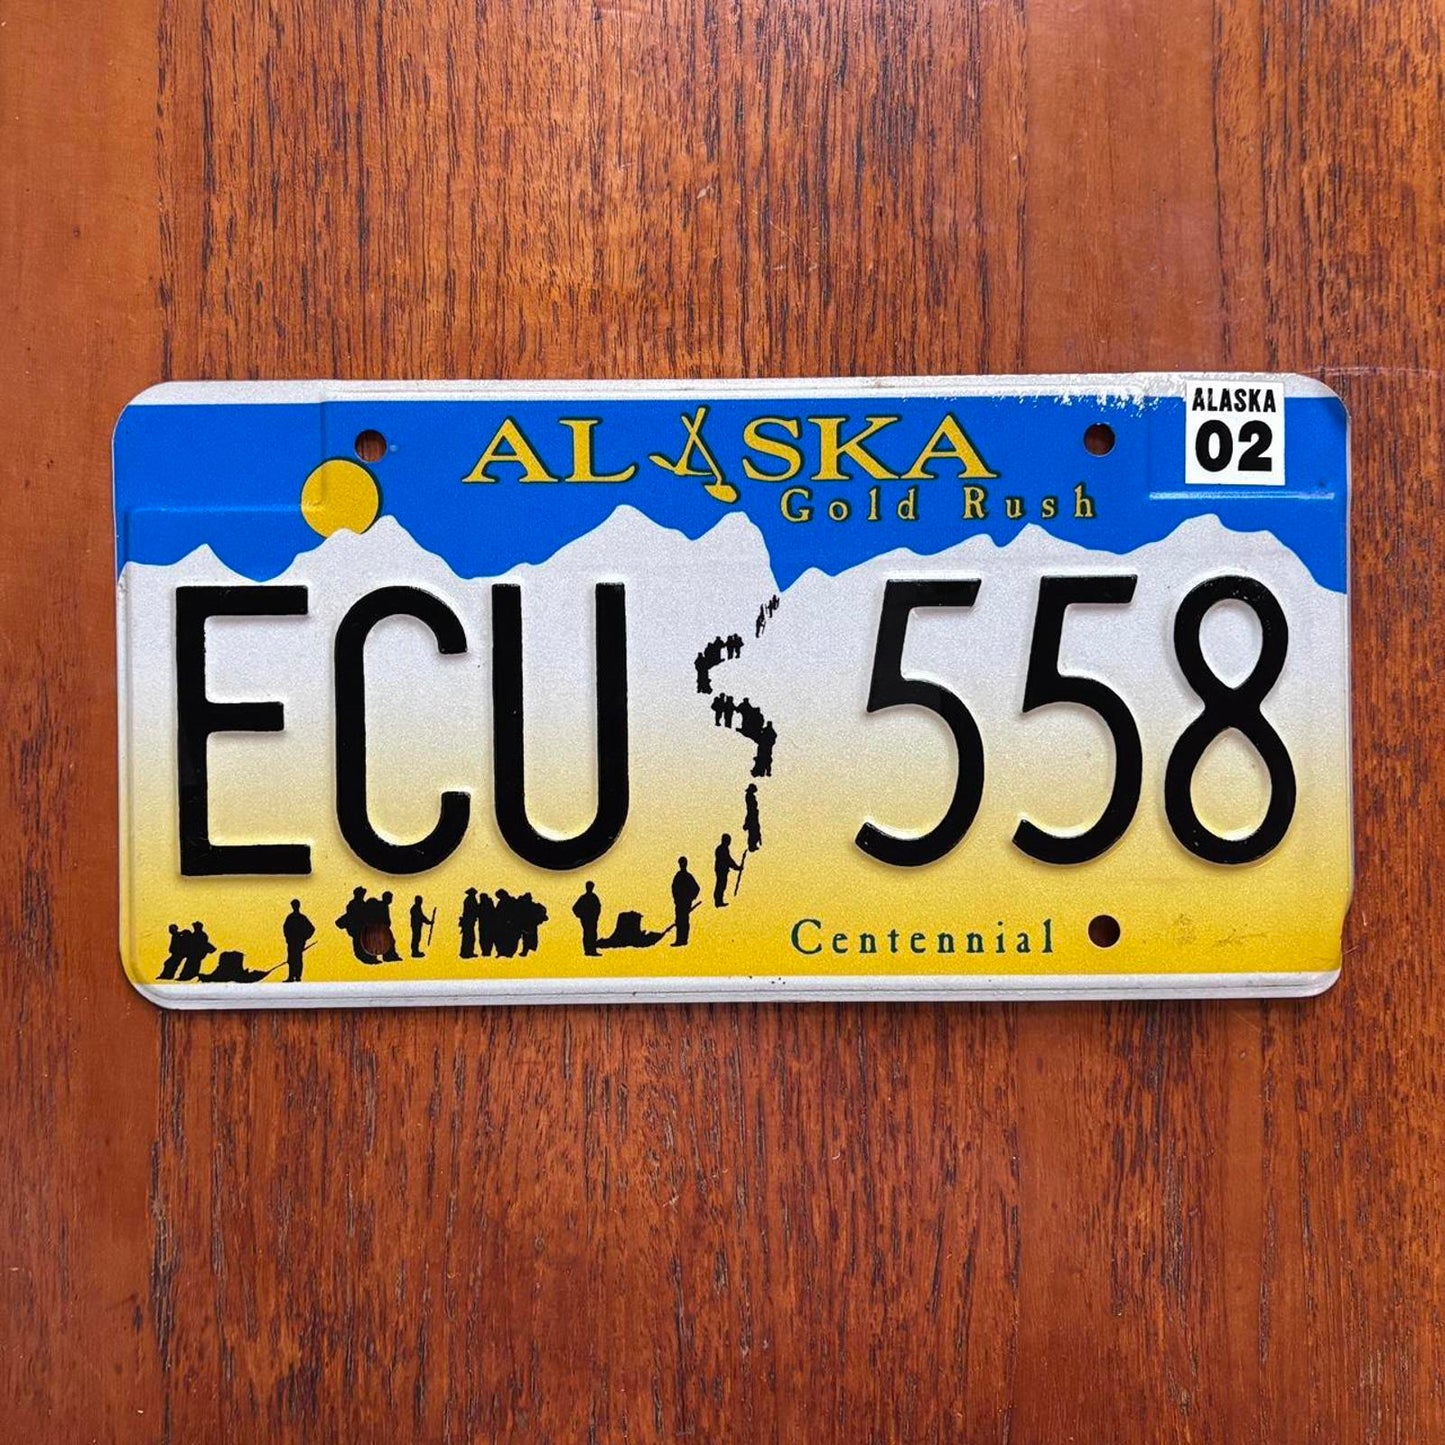 ALASKA
Gold Rush
ALASKA
02
ECU 558
Centennial